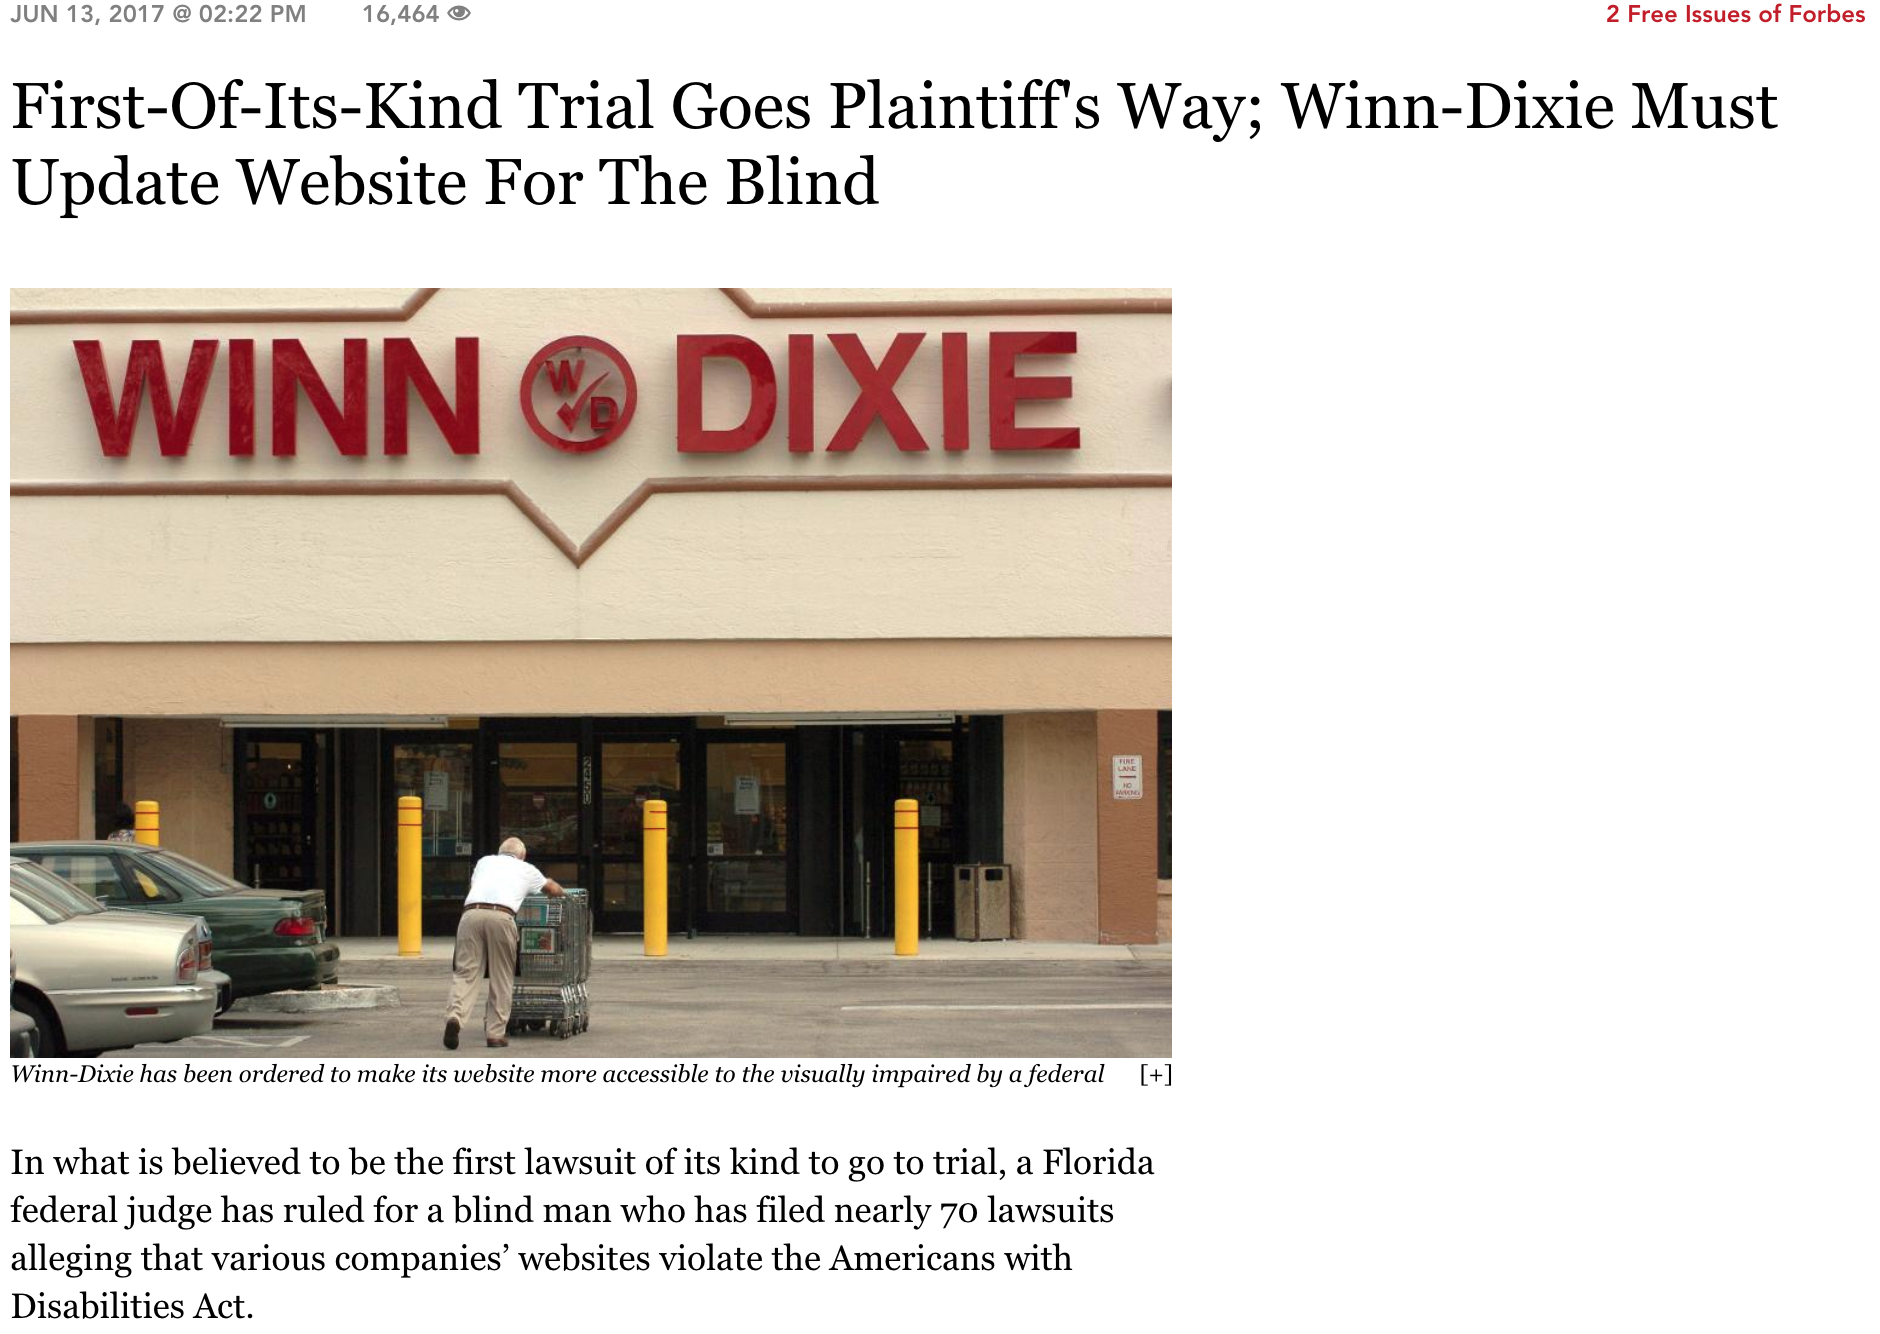 JUN 13, 2017 @ 02:22 PM 16,464
2 Free Issues of Forbes
First-Of-Its-Kind Trial Goes Plaintiff's Way; Winn-Dixie Must
Update Website For The Blind
WINN W D DIXIE
FIRE
LANE
NO
PARKING
Winn-Dixie has been ordered to make its website more accessible to the visually impaired by a federal [+]
In what is believed to be the first lawsuit of its kind to go to trial, a Florida
federal judge has ruled for a blind man who has filed nearly 70 lawsuits
alleging that various companies’ websites violate the Americans with
Disabilities Act.